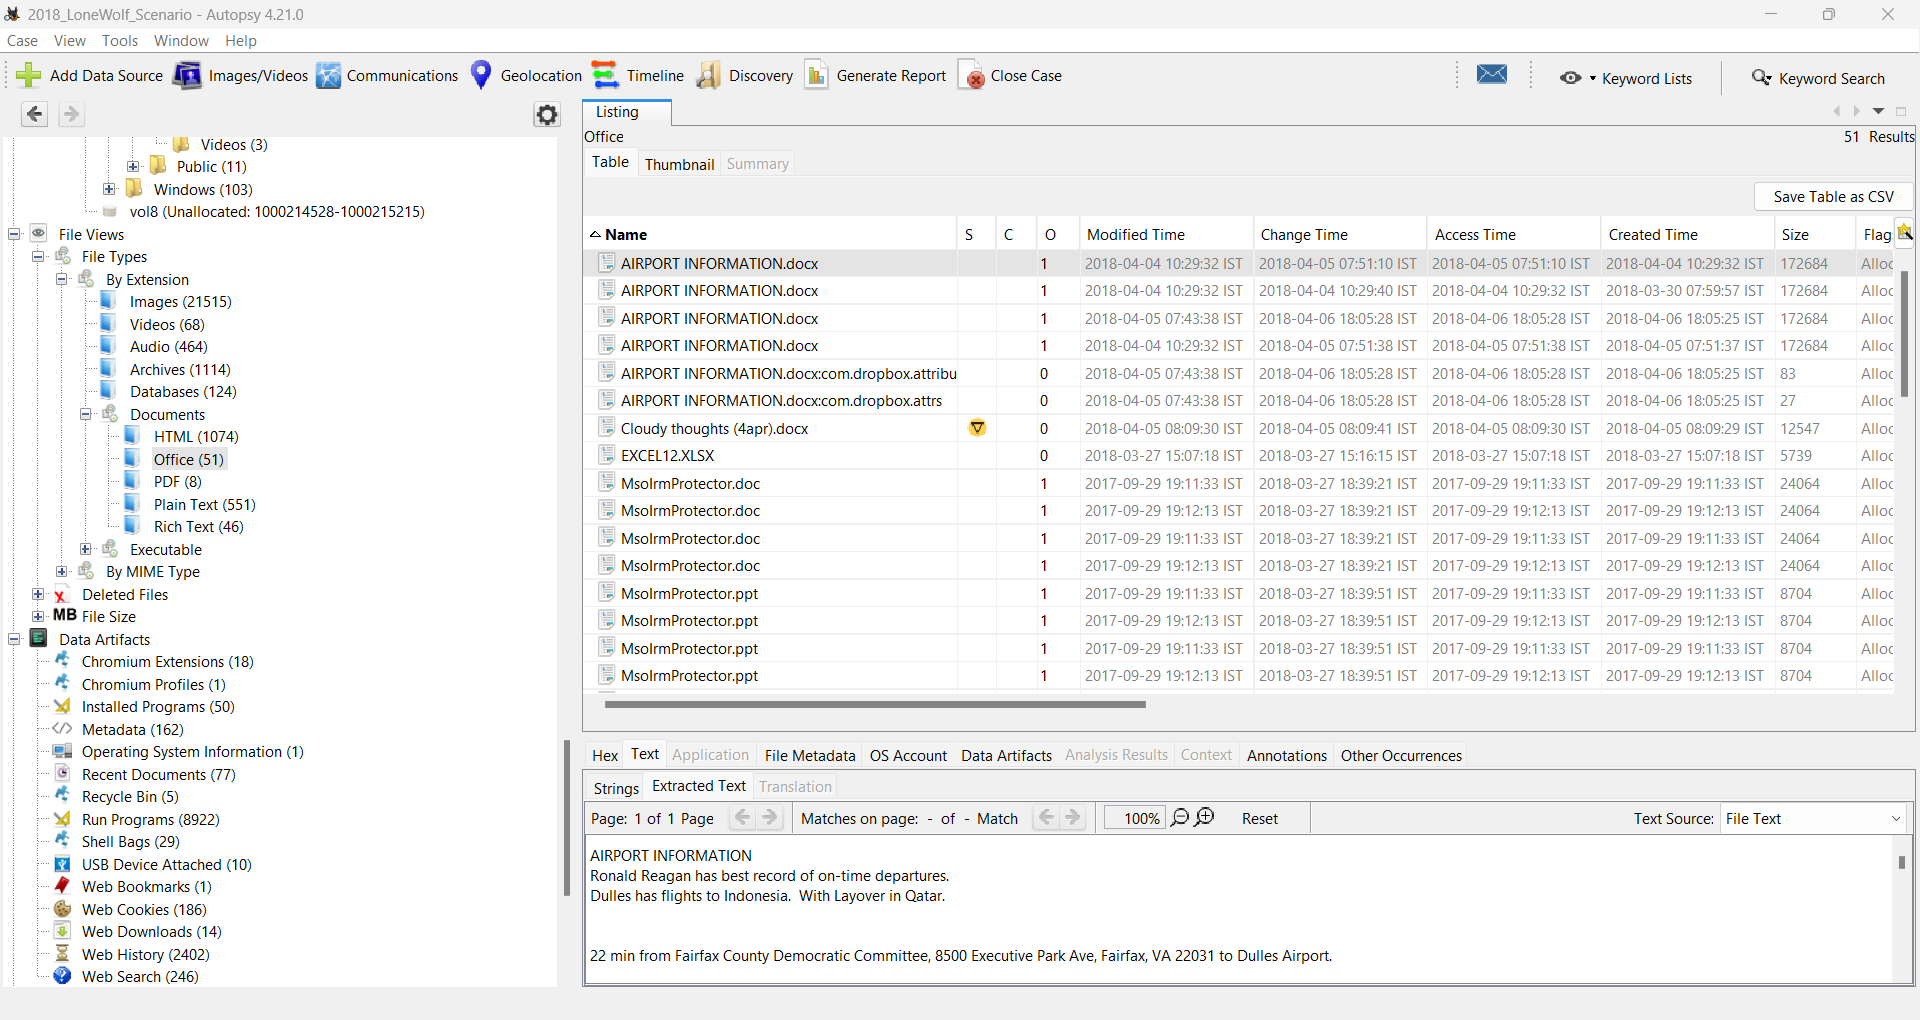 2018_LoneWolf_Scenario - Autopsy 4.21.0
Case View Tools Window Help
Add Data Source Images/Videos Communications Geolocation Timeline Discovery Generate Report Close Case Keyword Lists Keyword Search
Videos (3)
Public (11)
Windows (103)
vol8 (Unallocated: 1000214528-1000215215)
File Views
File Types
By Extension
Images (21515)
Videos (68)
Audio (464)
Archives (1114)
Databases (124)
Documents
HTML (1074)
Office (51)
PDF (8)
Plain Text (551)
Rich Text (46)
Executable
By MIME Type
Deleted Files
MB File Size
Data Artifacts
Chromium Extensions (18)
Chromium Profiles (1)
Installed Programs (50)
Metadata (162)
Operating System Information (1)
Recent Documents (77)
Recycle Bin (5)
Run Programs (8922)
Shell Bags (29)
USB Device Attached (10)
Web Bookmarks (1)
Web Cookies (186)
Web Downloads (14)
Web History (2402)
Web Search (246)
Listing
Office 51 Results
Table Thumbnail Summary
Save Table as CSV
Name S C O Modified Time Change Time Access Time Created Time Size Flag
AIRPORT INFORMATION.docx 1 2018-04-04 10:29:32 IST 2018-04-05 07:51:10 IST 2018-04-05 07:51:10 IST 2018-04-04 10:29:32 IST 172684 Alloc
AIRPORT INFORMATION.docx 1 2018-04-04 10:29:32 IST 2018-04-04 10:29:40 IST 2018-04-04 10:29:32 IST 2018-03-30 07:59:57 IST 172684 Alloc
AIRPORT INFORMATION.docx 1 2018-04-05 07:43:38 IST 2018-04-06 18:05:28 IST 2018-04-06 18:05:28 IST 2018-04-06 18:05:25 IST 172684 Alloc
AIRPORT INFORMATION.docx 1 2018-04-04 10:29:32 IST 2018-04-05 07:51:38 IST 2018-04-05 07:51:38 IST 2018-04-05 07:51:37 IST 172684 Alloc
AIRPORT INFORMATION.docx:com.dropbox.attribu 0 2018-04-05 07:43:38 IST 2018-04-06 18:05:28 IST 2018-04-06 18:05:28 IST 2018-04-06 18:05:25 IST 83 Alloc
AIRPORT INFORMATION.docx:com.dropbox.attrs 0 2018-04-05 07:43:38 IST 2018-04-06 18:05:28 IST 2018-04-06 18:05:28 IST 2018-04-06 18:05:25 IST 27 Alloc
Cloudy thoughts (4apr).docx 0 2018-04-05 08:09:30 IST 2018-04-05 08:09:41 IST 2018-04-05 08:09:30 IST 2018-04-05 08:09:29 IST 12547 Alloc
EXCEL12.XLSX 0 2018-03-27 15:07:18 IST 2018-03-27 15:16:15 IST 2018-03-27 15:07:18 IST 2018-03-27 15:07:18 IST 5739 Alloc
MsoIrmProtector.doc 1 2017-09-29 19:11:33 IST 2018-03-27 18:39:21 IST 2017-09-29 19:11:33 IST 2017-09-29 19:11:33 IST 24064 Alloc
MsoIrmProtector.doc 1 2017-09-29 19:12:13 IST 2018-03-27 18:39:21 IST 2017-09-29 19:12:13 IST 2017-09-29 19:12:13 IST 24064 Alloc
MsoIrmProtector.doc 1 2017-09-29 19:11:33 IST 2018-03-27 18:39:21 IST 2017-09-29 19:11:33 IST 2017-09-29 19:11:33 IST 24064 Alloc
MsoIrmProtector.doc 1 2017-09-29 19:12:13 IST 2018-03-27 18:39:21 IST 2017-09-29 19:12:13 IST 2017-09-29 19:12:13 IST 24064 Alloc
MsoIrmProtector.ppt 1 2017-09-29 19:11:33 IST 2018-03-27 18:39:51 IST 2017-09-29 19:11:33 IST 2017-09-29 19:11:33 IST 8704 Alloc
MsoIrmProtector.ppt 1 2017-09-29 19:12:13 IST 2018-03-27 18:39:51 IST 2017-09-29 19:12:13 IST 2017-09-29 19:12:13 IST 8704 Alloc
MsoIrmProtector.ppt 1 2017-09-29 19:11:33 IST 2018-03-27 18:39:51 IST 2017-09-29 19:11:33 IST 2017-09-29 19:11:33 IST 8704 Alloc
MsoIrmProtector.ppt 1 2017-09-29 19:12:13 IST 2018-03-27 18:39:51 IST 2017-09-29 19:12:13 IST 2017-09-29 19:12:13 IST 8704 Alloc
Hex Text Application File Metadata OS Account Data Artifacts Analysis Results Context Annotations Other Occurrences
Strings Extracted Text Translation
Page: 1 of 1 Page Matches on page: - of - Match 100% Reset Text Source: File Text
AIRPORT INFORMATION
Ronald Reagan has best record of on-time departures.
Dulles has flights to Indonesia. With Layover in Qatar.
22 min from Fairfax County Democratic Committee, 8500 Executive Park Ave, Fairfax, VA 22031 to Dulles Airport.